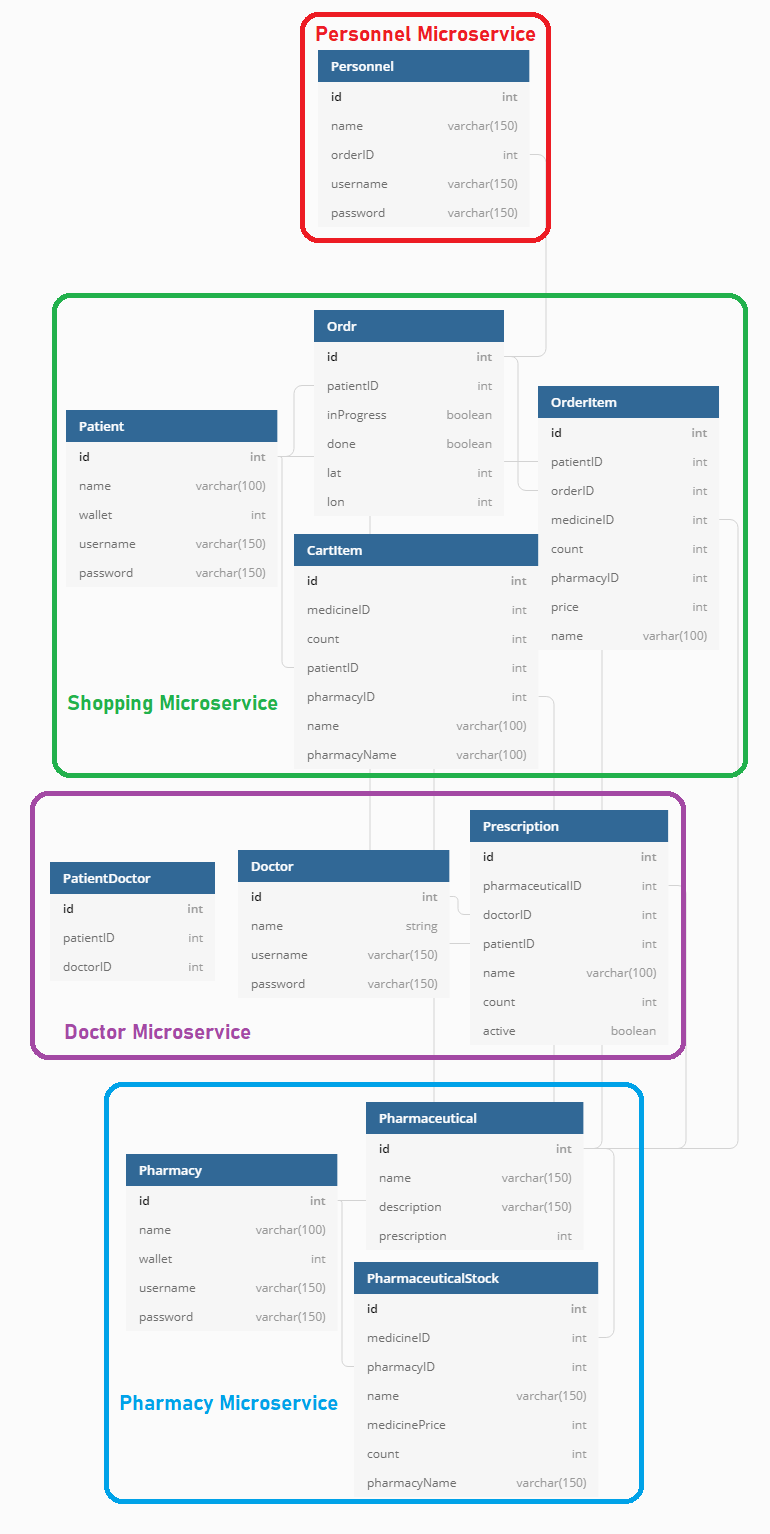 Personnel Microservice
Personnel
id int
name varchar(150)
orderID int
username varchar(150)
password varchar(150)
Ordr
id int
patientID int
inProgress boolean
done boolean
lat int
lon int
OrderItem
id int
patientID int
orderID int
medicineID int
count int
pharmacyID int
price int
name varhar(100)
Patient
id int
name varchar(100)
wallet int
username varchar(150)
password varchar(150)
CartItem
id int
medicineID int
count int
patientID int
pharmacyID int
name varchar(100)
pharmacyName varchar(100)
Shopping Microservice
Prescription
id int
pharmaceuticalID int
doctorID int
patientID int
name varchar(100)
count int
active boolean
Doctor
id int
name string
username varchar(150)
password varchar(150)
PatientDoctor
id int
patientID int
doctorID int
Doctor Microservice
Pharmaceutical
id int
name varchar(150)
description varchar(150)
prescription int
Pharmacy
id int
name varchar(100)
wallet int
username varchar(150)
password varchar(150)
PharmaceuticalStock
id int
medicineID int
pharmacyID int
name varchar(150)
medicinePrice int
count int
pharmacyName varchar(150)
Pharmacy Microservice